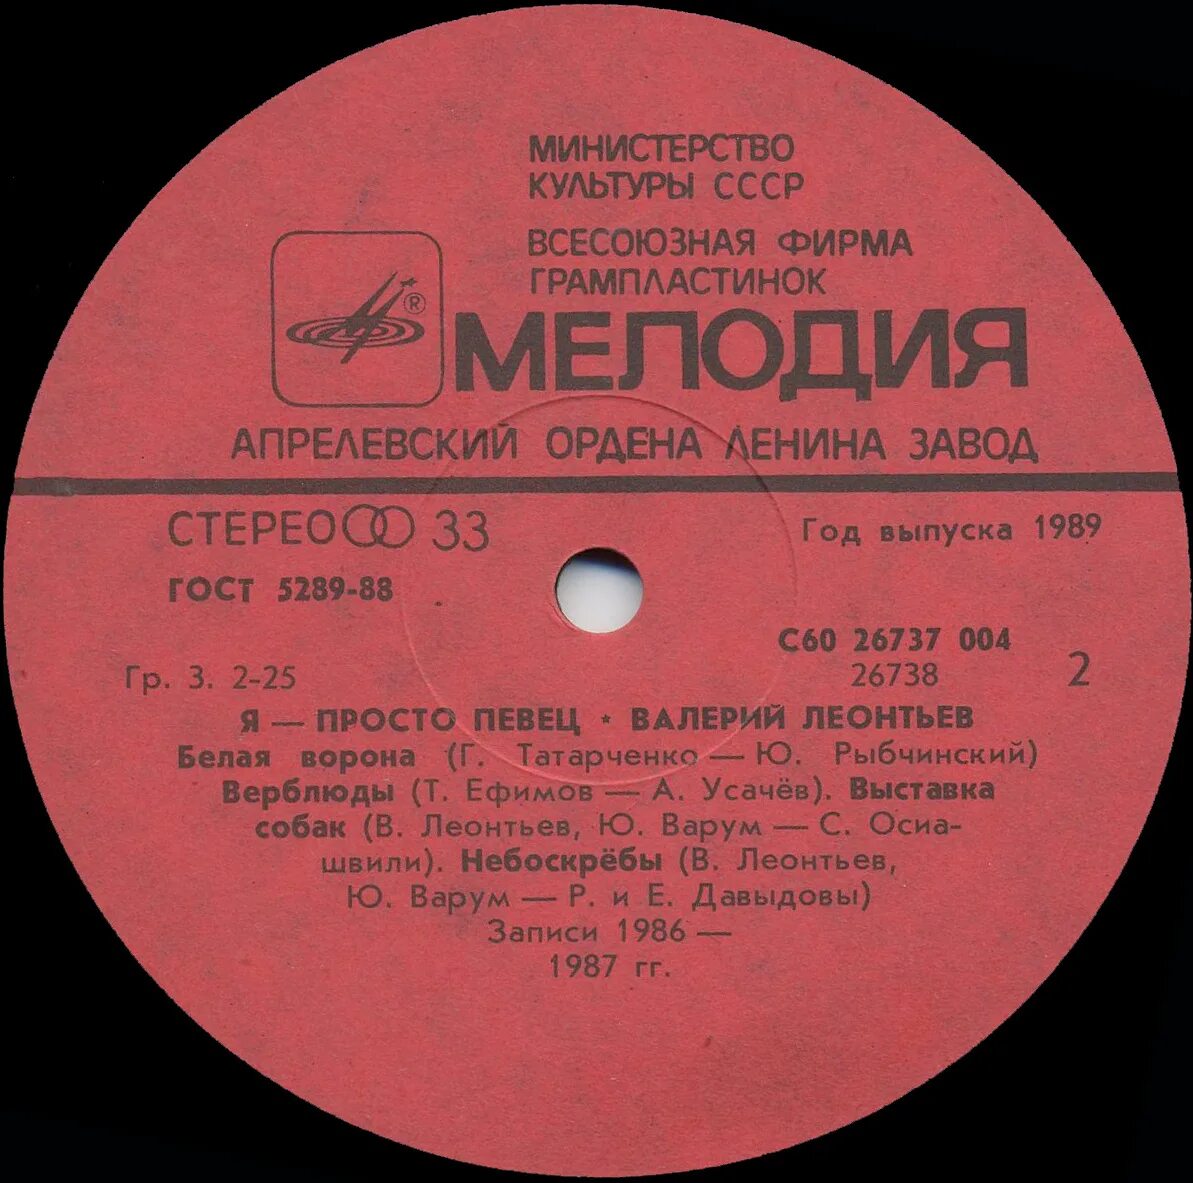 МИНИСТЕРСТВО
КУЛЬТУРЫ СССР
ВСЕСОЮЗНАЯ ФИРМА
ГРАМПЛАСТИНОК
®
МЕЛОДИЯ
АПРЕЛЕВСКИЙ ОРДЕНА ЛЕНИНА ЗАВОД
СТЕРЕО 33
Год выпуска 1989
ГОСТ 5289-88
С60 26737 004
Гр. 3. 2-25
26738
2
Я — ПРОСТО ПЕВЕЦ ★ ВАЛЕРИЙ ЛЕОНТЬЕВ
Белая ворона (Г. Татарченко — Ю. Рыбчинский)
Верблюды (Т. Ефимов — А. Усачёв). Выставка
собак (В. Леонтьев, Ю. Варум — С. Осиа-
швили). Небоскрёбы (В. Леонтьев,
Ю. Варум — Р. и Е. Давыдовы)
Записи 1986 —
1987 гг.